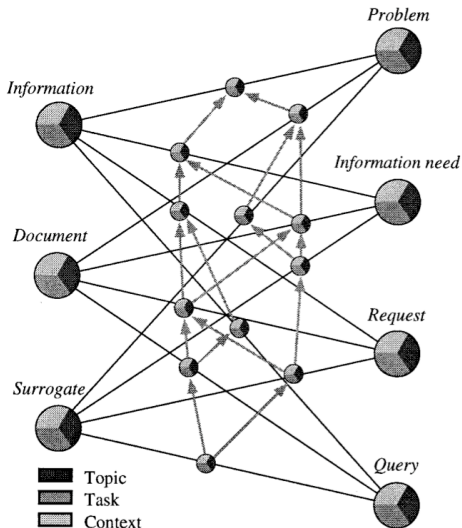 Problem
Information
Information need
Document
Request
Surrogate
Query
Topic
Task
Context